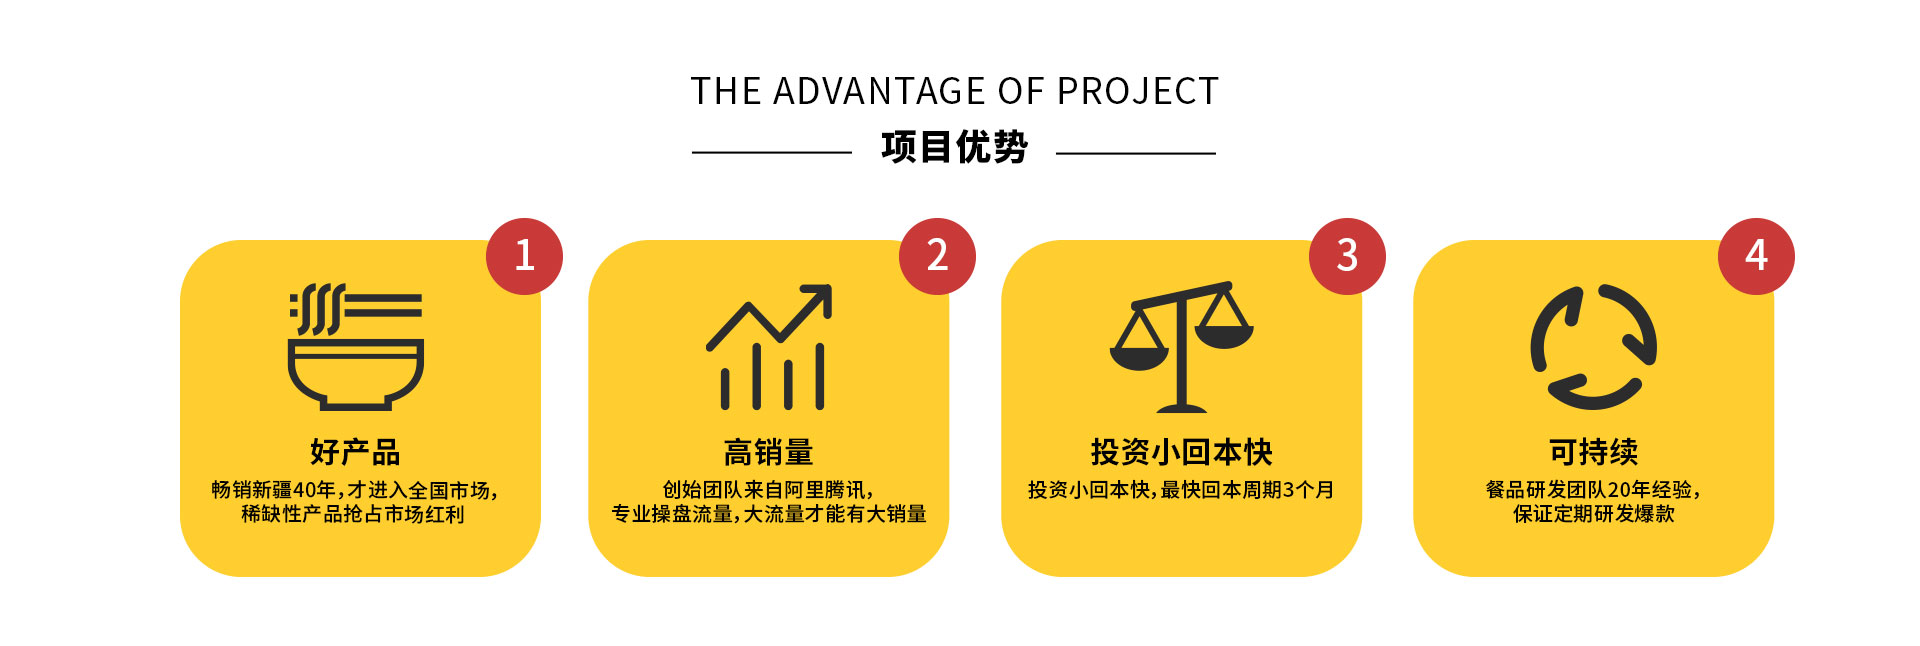 THE ADVANTAGE OF PROJECT
项目优势
1
好产品
畅销新疆40年，才进入全国市场，
稀缺性产品抢占市场红利
2
高销量
创始团队来自阿里腾讯，
专业操盘流量，大流量才能有大销量
3
投资小回本快
投资小回本快，最快回本周期3个月
4
可持续
餐品研发团队20年经验，
保证定期研发爆款